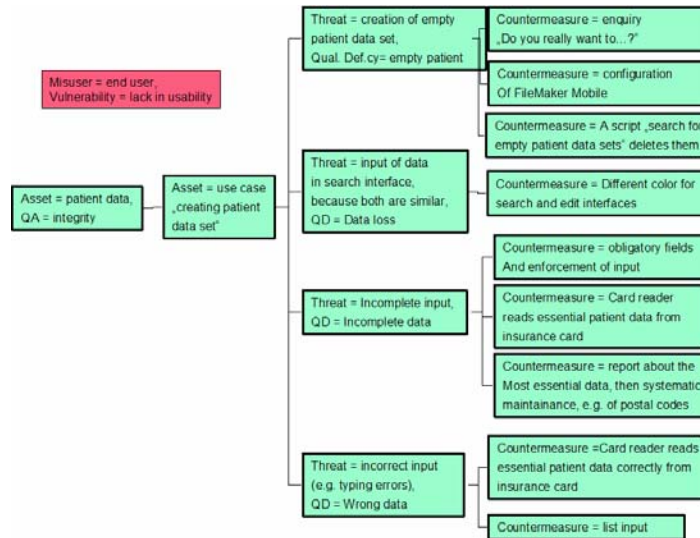 Misuser = end user,
Vulnerability = lack in usability
Asset = patient data,
QA = integrity
Asset = use case
„creating patient
data set“
Threat = creation of empty
patient data set,
Qual. Def.cy= empty patient
Countermeasure = enquiry
„Do you really want to...?“
Countermeasure = configuration
Of FileMaker Mobile
Countermeasure = A script „search for
empty patient data sets“ deletes them
Threat = input of data
in search interface,
because both are similar,
QD = Data loss
Countermeasure = Different color for
search and edit interfaces
Threat = Incomplete input,
QD = Incomplete data
Countermeasure = obligatory fields
And enforcement of input
Countermeasure = Card reader
reads essential patient data from
insurance card
Countermeasure = report about the
Most essential data, then systematic
maintainance, e.g. of postal codes
Threat = incorrect input
(e.g. typing errors),
QD = Wrong data
Countermeasure =Card reader reads
essential patient data correctly from
insurance card
Countermeasure = list input